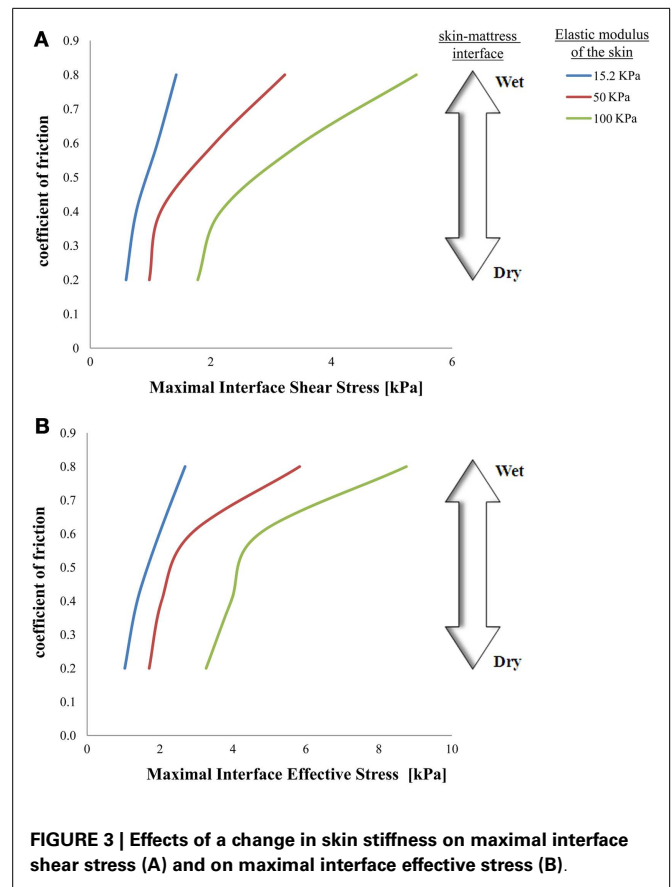 A
skin-mattress
interface
Elastic modulus
of the skin
15.2 KPa
50 KPa
100 KPa
0.9
0.8
0.7
0.6
0.5
0.4
0.3
0.2
0.1
0
coefficient of friction
0
2
4
6
Maximal Interface Shear Stress [kPa]
Wet
Dry
B
0.9
0.8
0.7
0.6
0.5
0.4
0.3
0.2
0.1
0.0
coefficient of friction
0
2
4
6
8
10
Maximal Interface Effective Stress [kPa]
Wet
Dry
FIGURE 3 | Effects of a change in skin stiffness on maximal interface
shear stress (A) and on maximal interface effective stress (B).